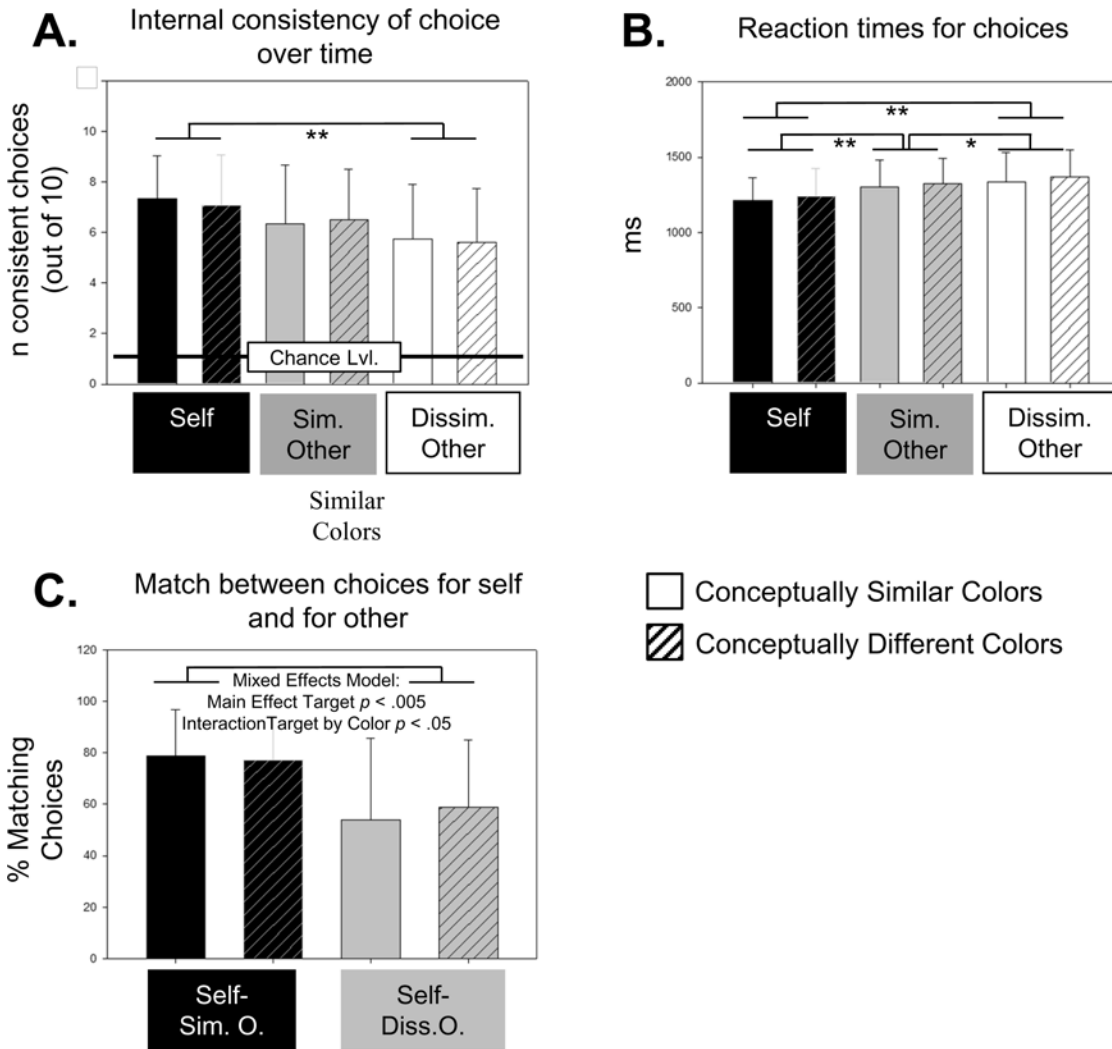 A.
Internal consistency of choice
over time
n consistent choices
(out of 10)
10
8
6
4
2
0
**
Chance Lvl.
Self
Sim.
Other
Dissim.
Other
Similar
Colors
B.
Reaction times for choices
ms
2000
1500
1000
500
0
**
**
*
Self
Sim.
Other
Dissim.
Other
C.
Match between choices for self
and for other
% Matching
Choices
120
100
80
60
40
20
0
Mixed Effects Model:
Main Effect Target p < .005
InteractionTarget by Color p < .05
Self-
Sim. O.
Self-
Diss.O.
Conceptually Similar Colors
Conceptually Different Colors